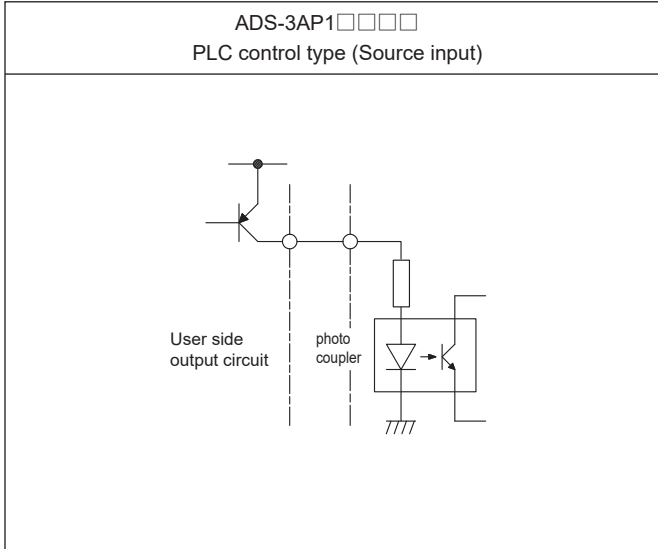 ADS-3AP1□□□□
PLC control type (Source input)
User side
output circuit
photo
coupler